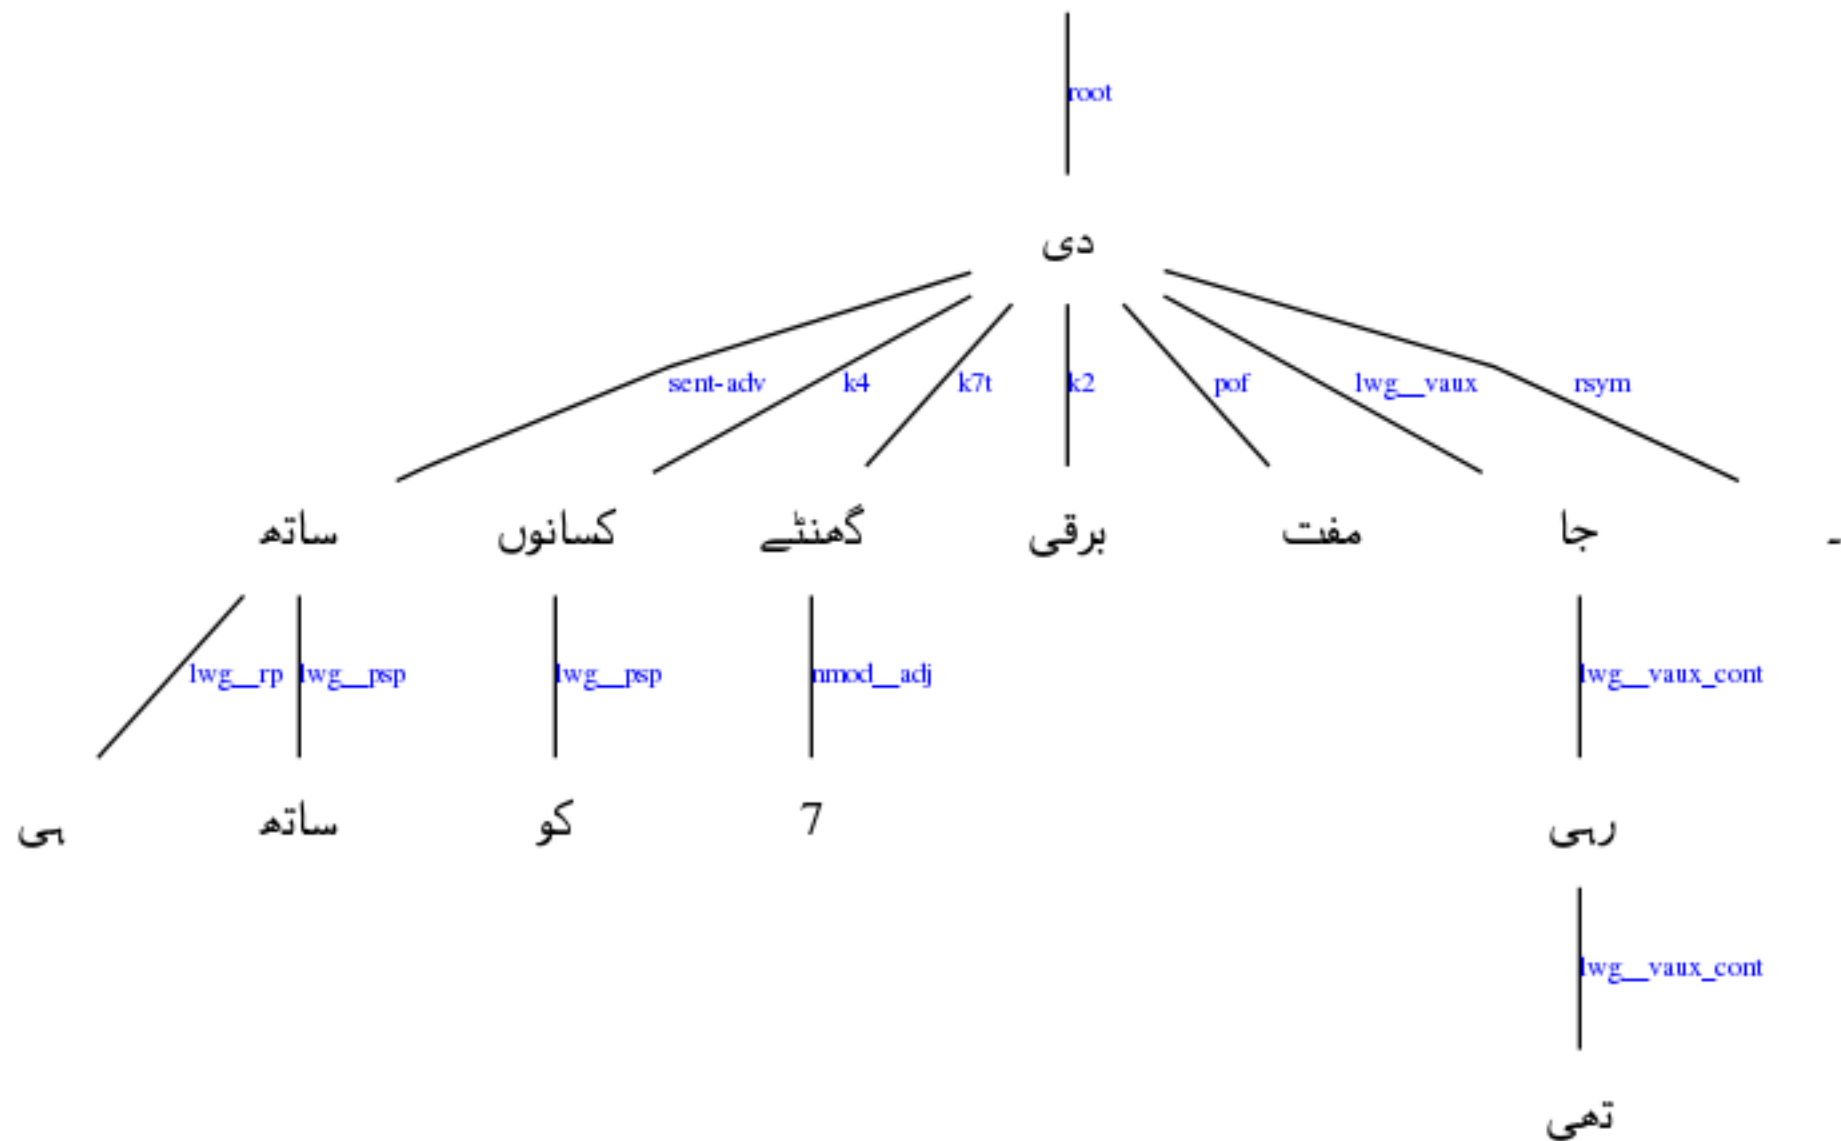 root
دی
sent-adv k4 k7t k2 pof lwg__vaux rsym
ساتھ کسانوں گھنٹے برقی مفت جا ۔
lwg__rp lwg__psp lwg__psp nmod__adj lwg__vaux_cont
ہی ساتھ کو 7 رہی
lwg__vaux_cont
تھی